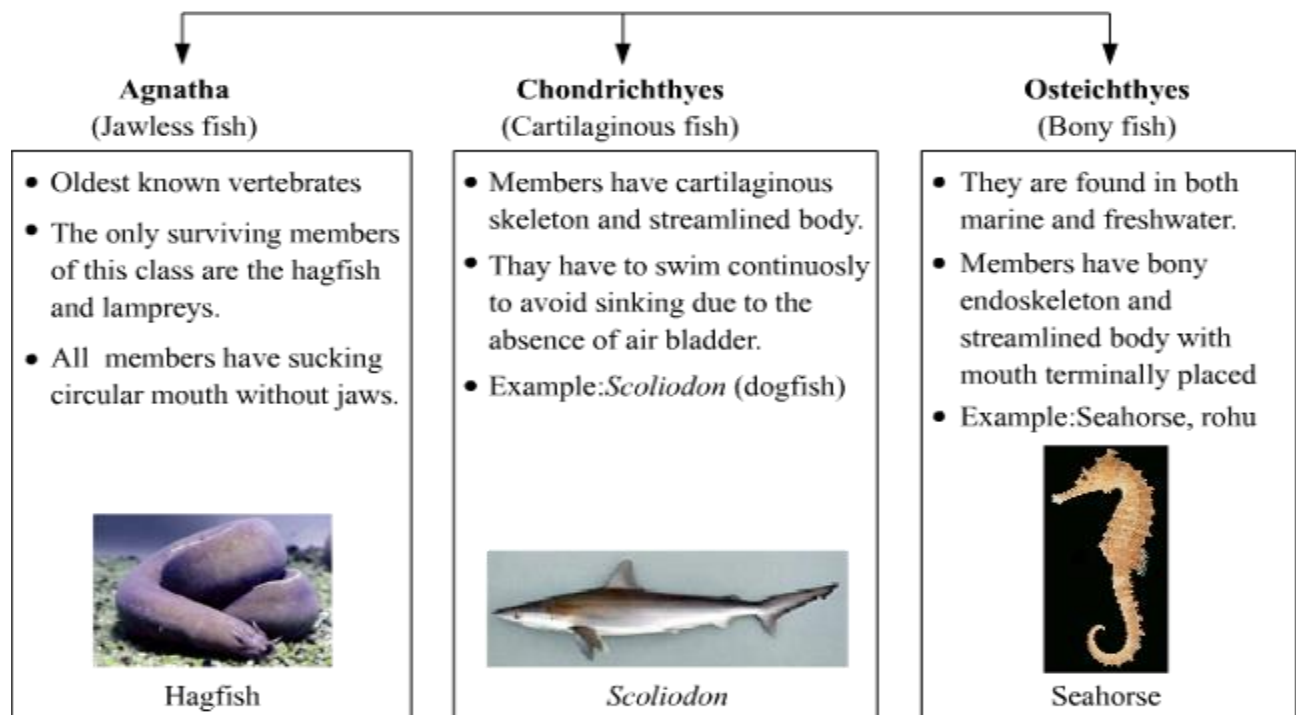 Agnatha
(Jawless fish)
• Oldest known vertebrates
• The only surviving members
of this class are the hagfish
and lampreys.
• All members have sucking
circular mouth without jaws.
Hagfish
Chondrichthyes
(Cartilaginous fish)
• Members have cartilaginous
skeleton and streamlined body.
• Thay have to swim continuosly
to avoid sinking due to the
absence of air bladder.
• Example:Scoliodon (dogfish)
Scoliodon
Osteichthyes
(Bony fish)
• They are found in both
marine and freshwater.
• Members have bony
endoskeleton and
streamlined body with
mouth terminally placed
• Example:Seahorse, rohu
Seahorse